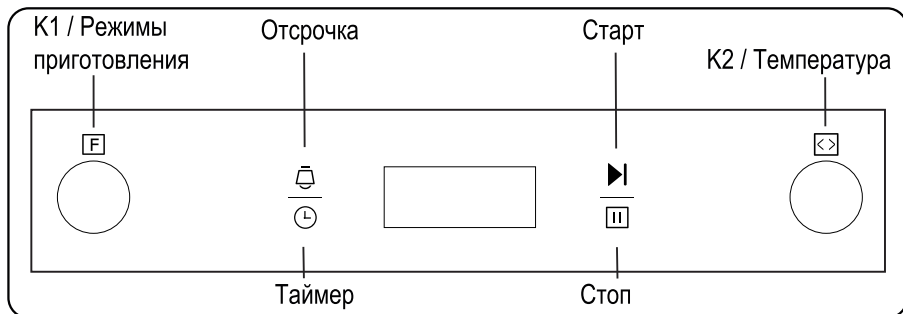 K1 / Режимы
приготовления
Отсрочка
Старт
K2 / Температура
F
Таймер
Стоп